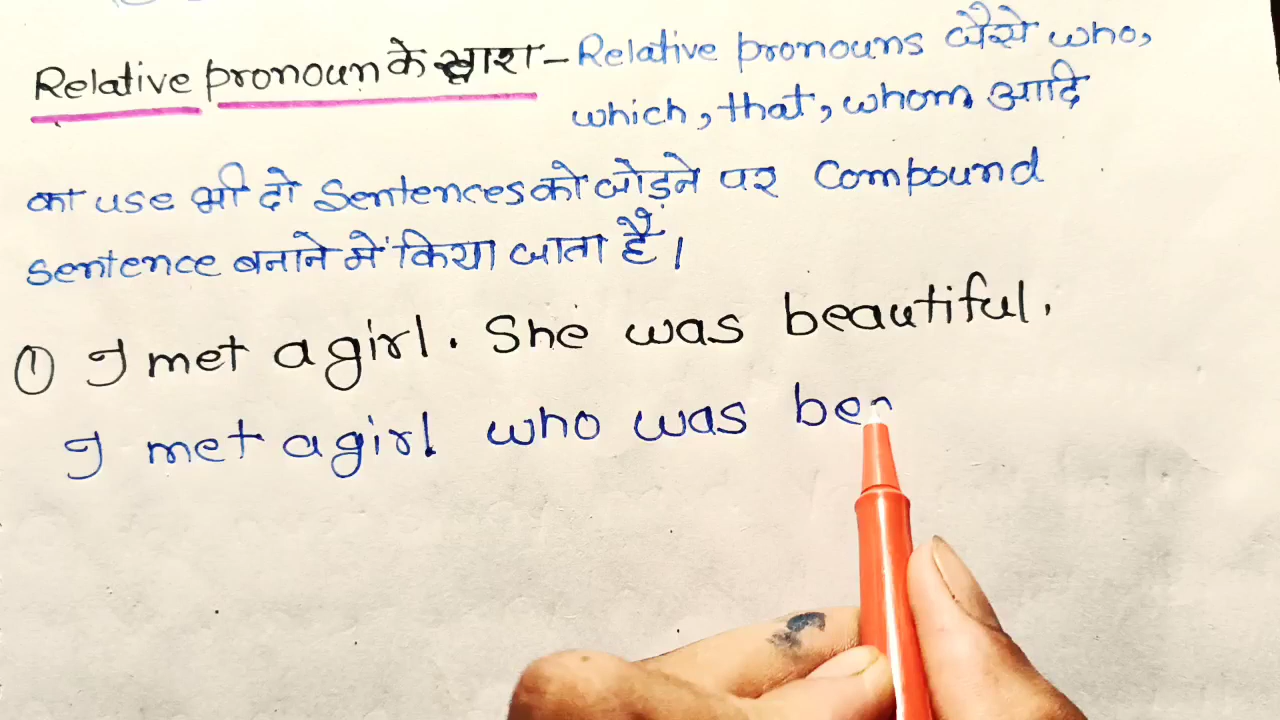 Relative pronoun के द्वारा - Relative pronouns जैसे who,
which, that, whom आदि
का use भी दो Sentences को जोड़ने पर Compound
sentence बनाने में किया जाता है।
① I met a girl. She was beautiful.
I met a girl who was be